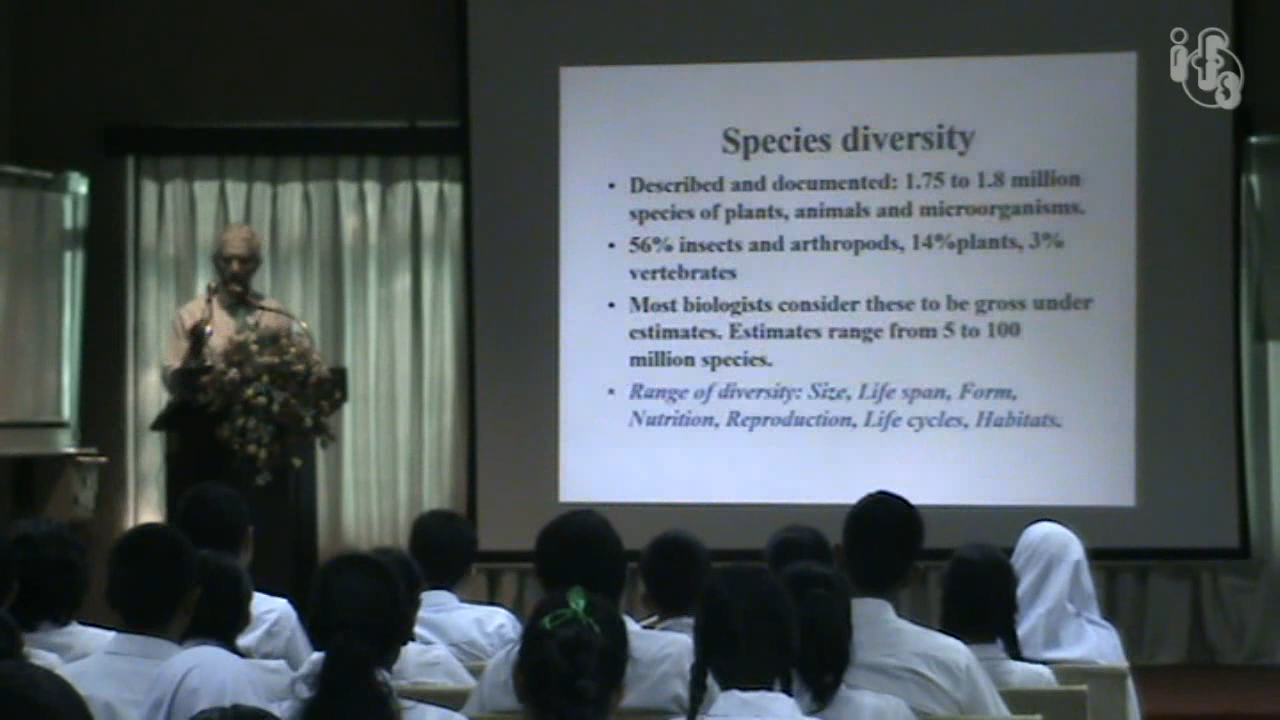 Species diversity
• Described and documented: 1.75 to 1.8 million
species of plants, animals and microorganisms.
• 56% insects and arthropods, 14%plants, 3%
vertebrates
• Most biologists consider these to be gross under
estimates. Estimates range from 5 to 100
million species.
• Range of diversity: Size, Life span, Form,
Nutrition, Reproduction, Life cycles, Habitats.